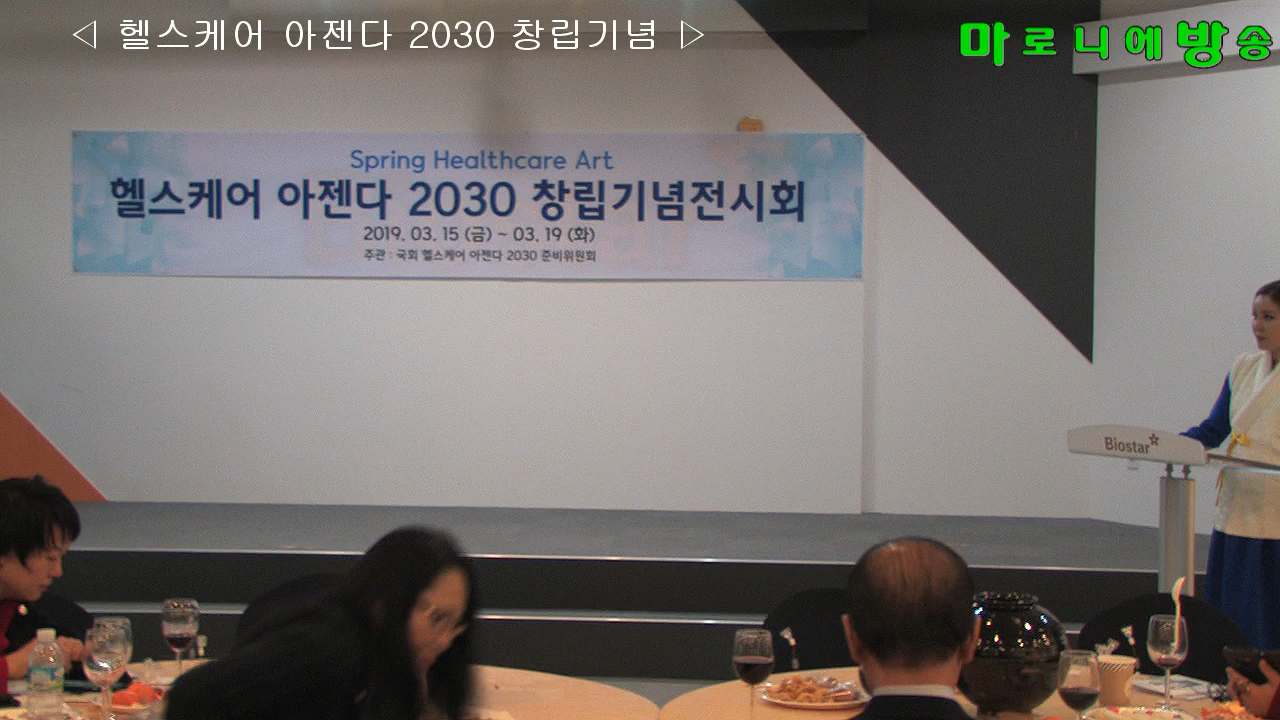 ◁ 헬스케어 아젠다 2030 창립기념 ▷
마로니에방송
Spring Healthcare Art
헬스케어 아젠다 2030 창립기념전시회
2019. 03. 15 (금) ~ 03. 19 (화)
주관 : 국회 헬스케어 아젠다 2030 준비위원회
Biostar